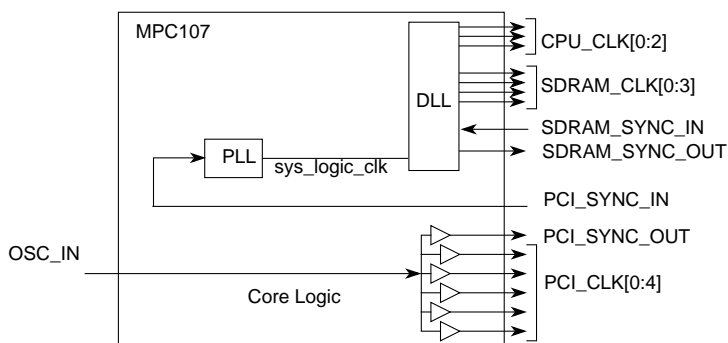 MPC107
CPU_CLK[0:2]
DLL
SDRAM_CLK[0:3]
SDRAM_SYNC_IN
SDRAM_SYNC_OUT
PLL
sys_logic_clk
PCI_SYNC_IN
PCI_SYNC_OUT
OSC_IN
PCI_CLK[0:4]
Core Logic